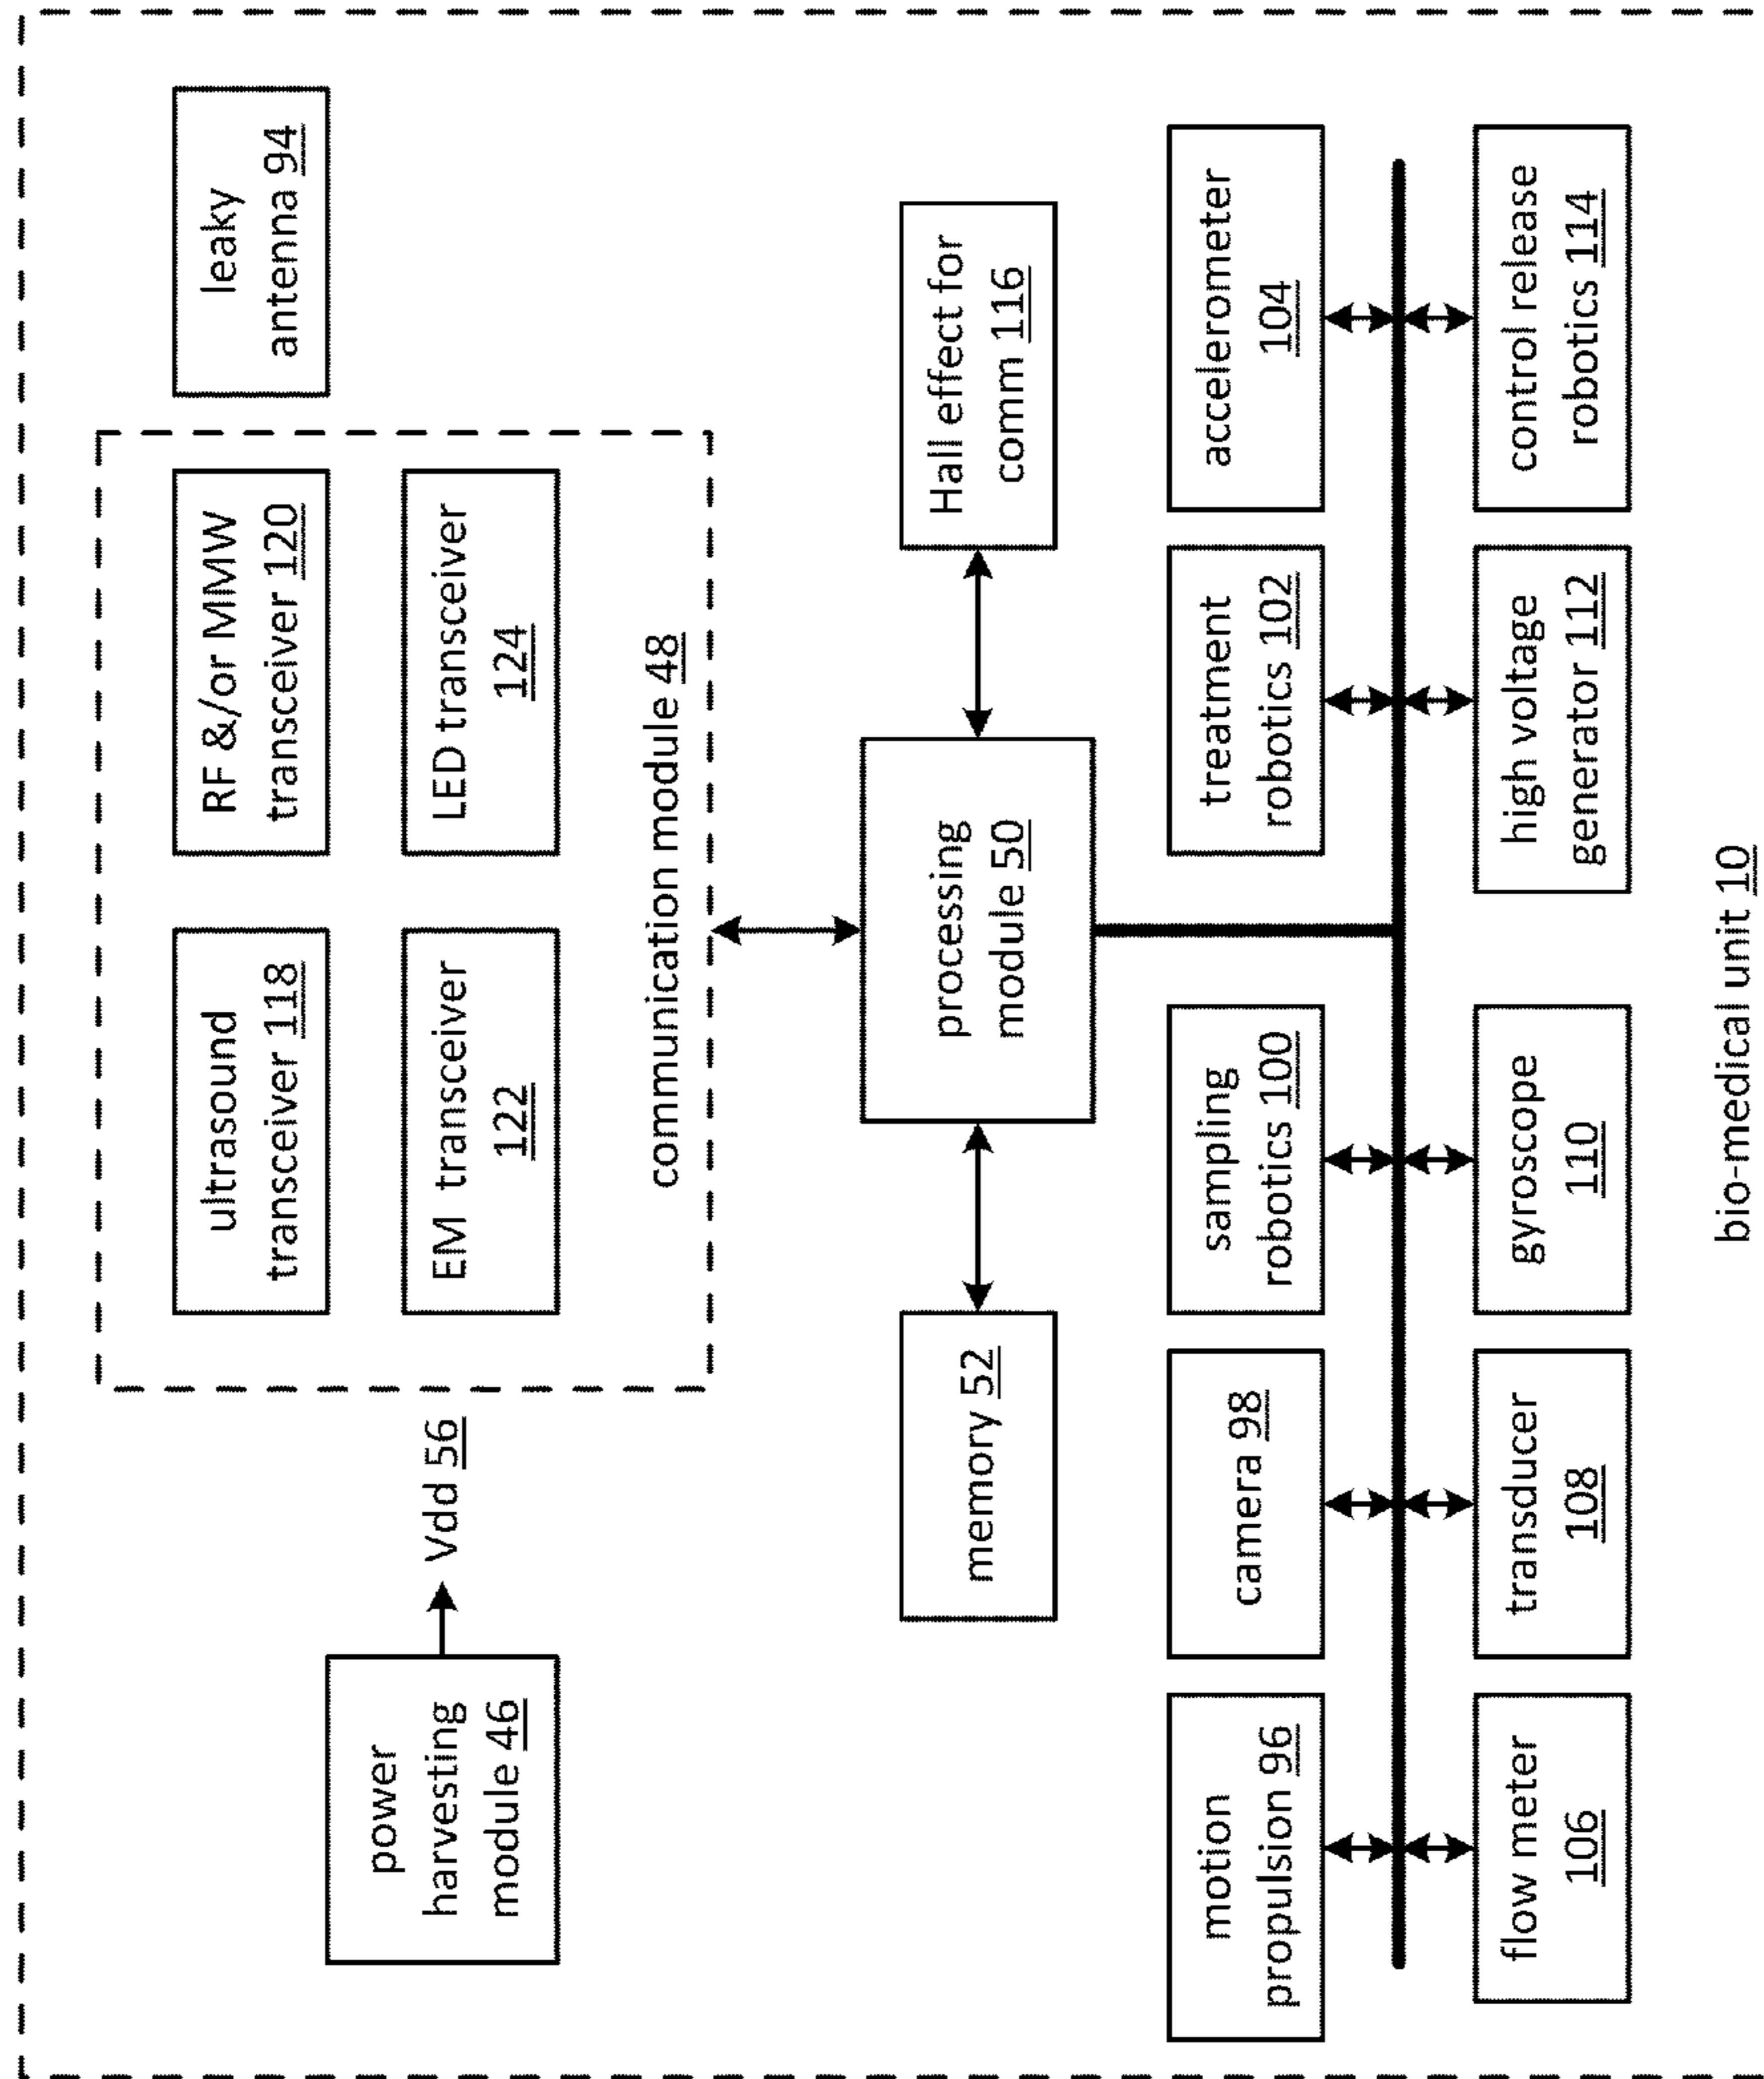 ultrasound
transceiver 118
RF &/or MMW
transceiver 120
leaky
antenna 94
power
harvesting
module 46
Vdd 56
EM transceiver
122
LED transceiver
124
communication module 48
memory 52
processing
module 50
Hall effect for
comm 116
motion
propulsion 96
camera 98
sampling
robotics 100
treatment
robotics 102
accelerometer
104
flow meter
106
transducer
108
gyroscope
110
high voltage
generator 112
control release
robotics 114
bio-medical unit 10